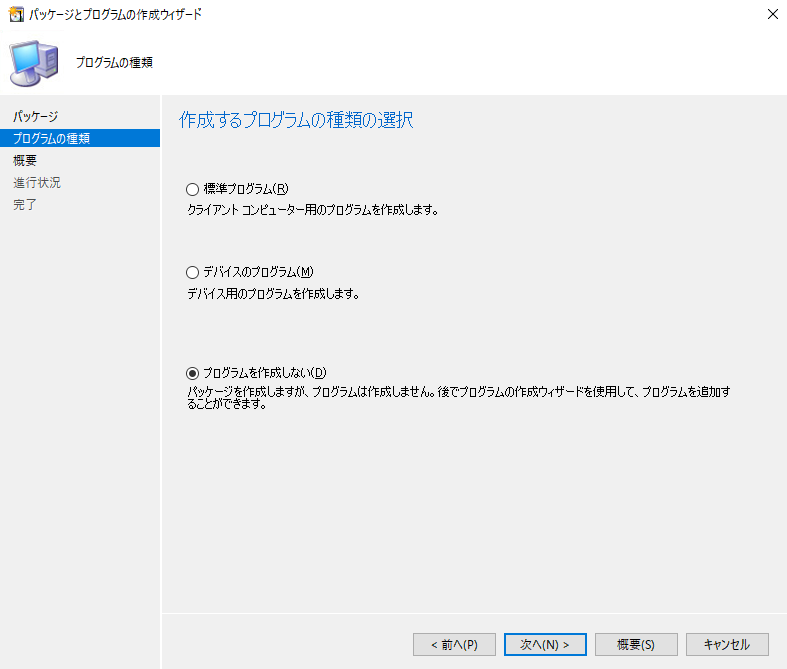 パッケージとプログラムの作成ウィザード
プログラムの種類
パッケージ
プログラムの種類
概要
進行状況
完了
作成するプログラムの種類の選択
標準プログラム(R)
クライアント コンピューター用のプログラムを作成します。
デバイスのプログラム(M)
デバイス用のプログラムを作成します。
プログラムを作成しない(D)
パッケージを作成しますが、プログラムは作成しません。後でプログラムの作成ウィザードを使用して、プログラムを追加す
ることができます。
< 前へ(P)
次へ(N) >
概要(S)
キャンセル